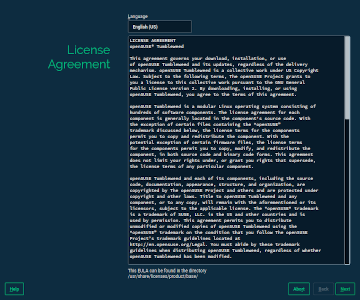 Language
English (US)
License
Agreement
LICENSE AGREEMENT
openSUSE® Tumbleweed
This agreement governs your download, installation, or use
of openSUSE Tumbleweed and its updates, regardless of the delivery
mechanism. openSUSE Tumbleweed is a collective work under US Copyright
Law. Subject to the following terms, The openSUSE Project grants to
you a license to this collective work pursuant to the GNU General
Public License version 2. By downloading, installing, or using
openSUSE Tumbleweed, you agree to the terms of this agreement.
openSUSE Tumbleweed is a modular Linux operating system consisting of
hundreds of software components. The license agreement for each
component is generally located in the component's source code. With
the exception of certain files containing the "openSUSE"
trademark discussed below, the license terms for the components
permit you to copy and redistribute the component. With the
potential exception of certain firmware files, the license terms
for the components permit you to copy, modify, and redistribute the
component, in both source code and binary code forms. This agreement
does not limit your rights under, or grant you rights that supersede,
the license terms of any particular component.
openSUSE Tumbleweed and each of its components, including the source
code, documentation, appearance, structure, and organization, are
copyrighted by The openSUSE Project and others and are protected under
copyright and other laws. Title to openSUSE Tumbleweed and any
component, or to any copy, will remain with the aforementioned or its
licensors, subject to the applicable license. The "openSUSE" trademark
is a trademark of SUSE, LLC. in the US and other countries and is
used by permission. This agreement permits you to distribute
unmodified or modified copies of openSUSE Tumbleweed using the
"openSUSE" trademark on the condition that you follow The openSUSE
Project's trademark guidelines located at
http://en.opensuse.org/Legal. You must abide by these trademark
guidelines when distributing openSUSE Tumbleweed, regardless of whether
openSUSE Tumbleweed has been modified.
This EULA can be found in the directory
/usr/share/licenses/product/base/
Help
Abort
Back
Next